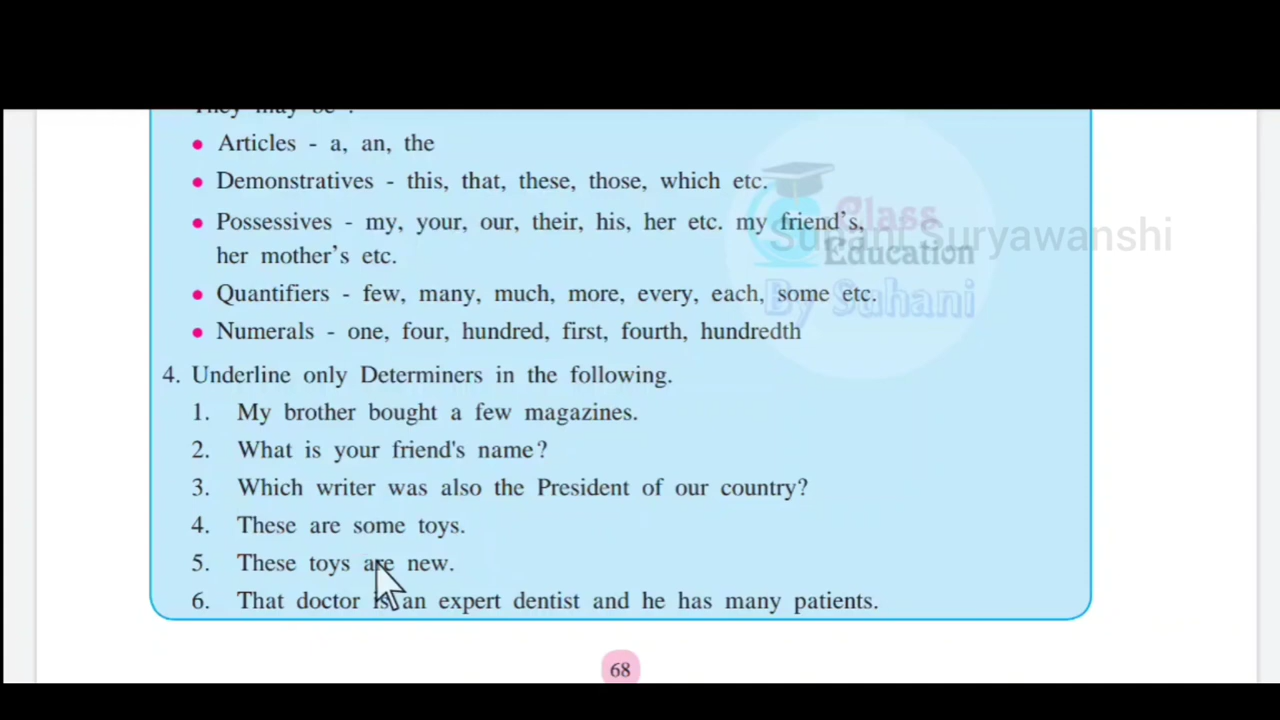 They may be :
• Articles - a, an, the
• Demonstratives - this, that, these, those, which etc.
• Possessives - my, your, our, their, his, her etc. my friend's,
her mother's etc.
• Quantifiers - few, many, much, more, every, each, some etc.
• Numerals - one, four, hundred, first, fourth, hundredth
Class
Education
By Suhani
Suhani Suryawanshi
4. Underline only Determiners in the following.
1. My brother bought a few magazines.
2. What is your friend's name?
3. Which writer was also the President of our country?
4. These are some toys.
5. These toys are new.
6. That doctor is an expert dentist and he has many patients.
68